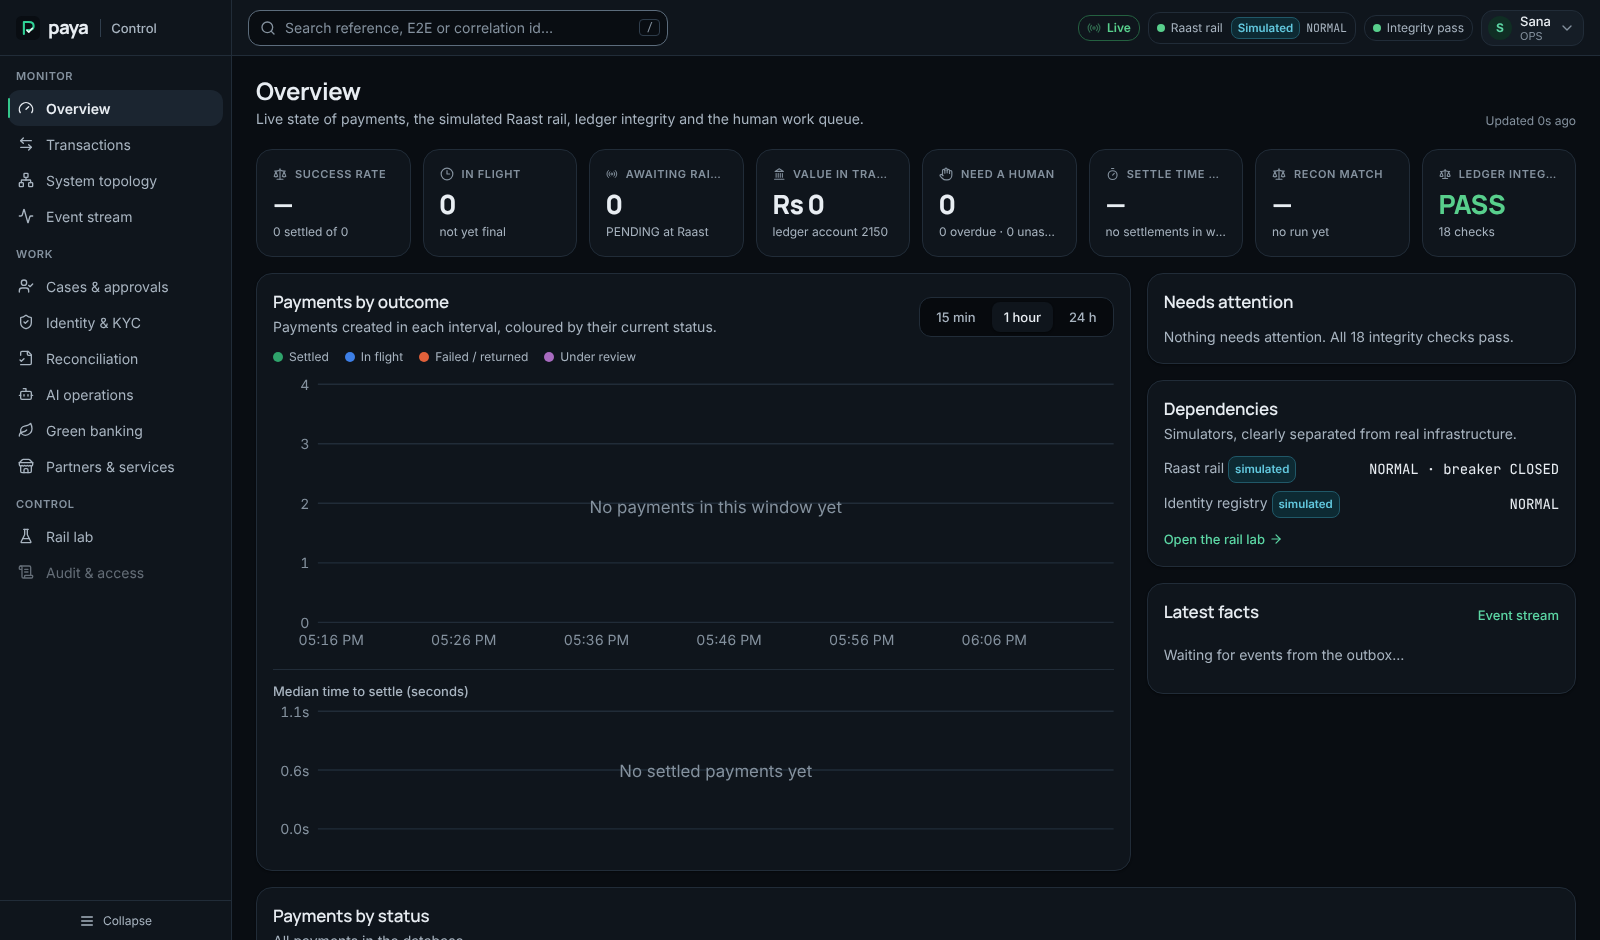 paya
Control
Search reference, E2E or correlation id...
/
Live
Raast rail
Simulated
NORMAL
Integrity pass
S
Sana
OPS
MONITOR
Overview
Transactions
System topology
Event stream
WORK
Cases & approvals
Identity & KYC
Reconciliation
AI operations
Green banking
Partners & services
CONTROL
Rail lab
Audit & access
Collapse
Overview
Live state of payments, the simulated Raast rail, ledger integrity and the human work queue.
Updated 0s ago
SUCCESS RATE
—
0 settled of 0
IN FLIGHT
0
not yet final
AWAITING RAI...
0
PENDING at Raast
VALUE IN TRA...
Rs 0
ledger account 2150
NEED A HUMAN
0
0 overdue · 0 unas...
SETTLE TIME ...
—
no settlements in w...
RECON MATCH
—
no run yet
LEDGER INTEG...
PASS
18 checks
Payments by outcome
Payments created in each interval, coloured by their current status.
15 min
1 hour
24 h
Settled
In flight
Failed / returned
Under review
4
3
2
1
0
No payments in this window yet
05:16 PM
05:26 PM
05:36 PM
05:46 PM
05:56 PM
06:06 PM
Median time to settle (seconds)
1.1s
0.6s
0.0s
No settled payments yet
Needs attention
Nothing needs attention. All 18 integrity checks pass.
Dependencies
Simulators, clearly separated from real infrastructure.
Raast rail simulated NORMAL · breaker CLOSED
Identity registry simulated NORMAL
Open the rail lab →
Latest facts
Event stream
Waiting for events from the outbox...
Payments by status
All payments in the database